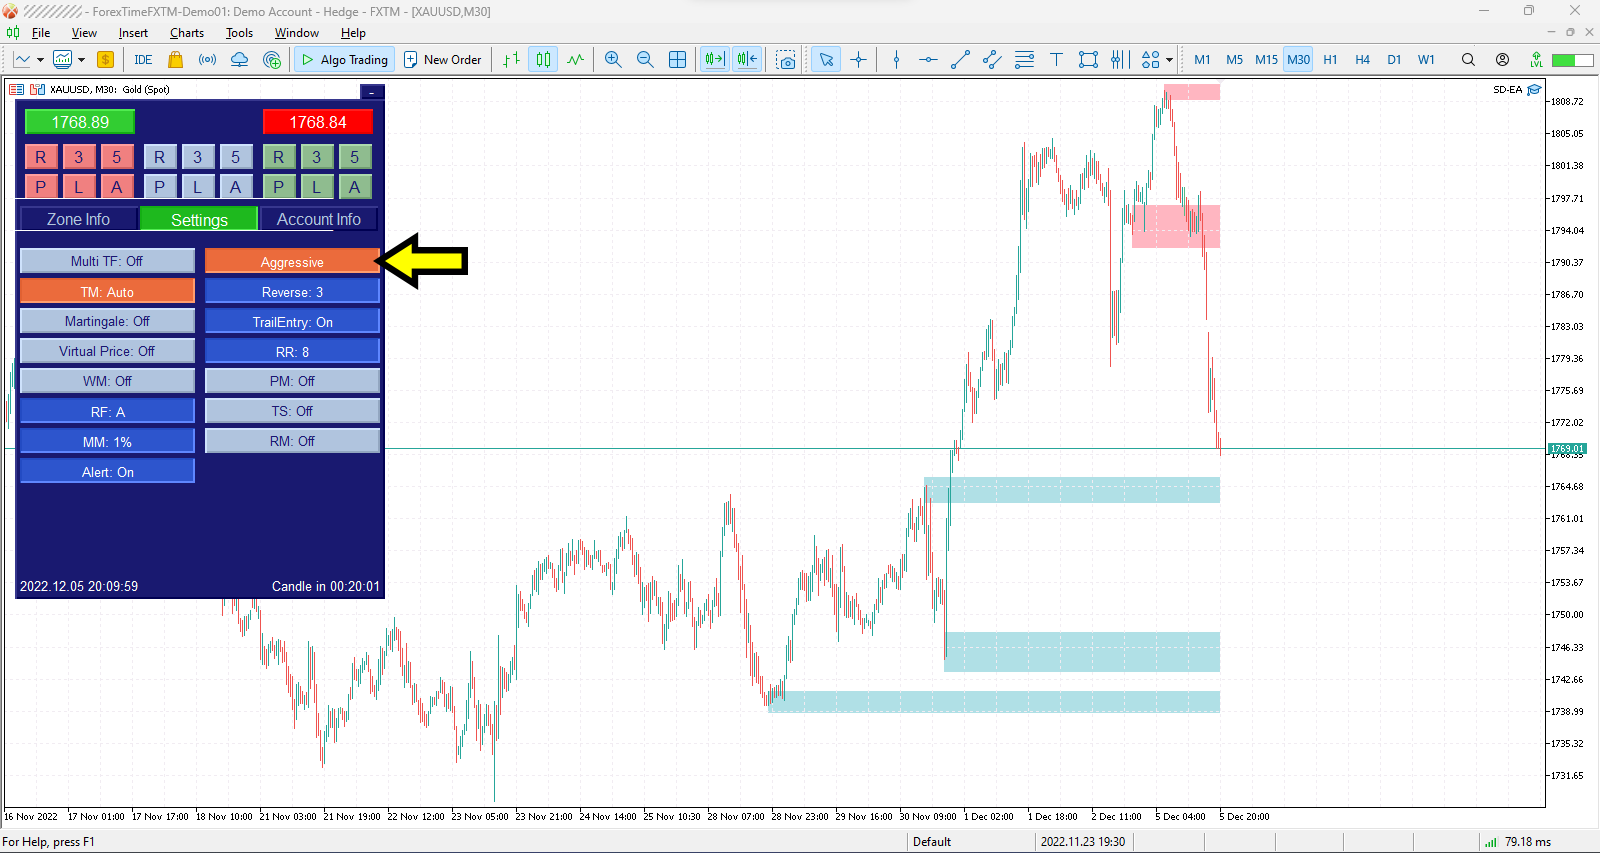 - ForexTimeFXTM-Demo01: Demo Account - Hedge - FXTM - [XAUUSD,M30]
File View Insert Charts Tools Window Help
$ IDE Algo Trading New Order T M1 M5 M15 M30 H1 H4 D1 W1 LVL
XAUUSD, M30: Gold (Spot)
SD-EA
-
1768.89 1768.84
R 3 5 R 3 5 R 3 5
P L A P L A P L A
Zone Info Settings Account Info
Multi TF: Off Aggressive
TM: Auto Reverse: 3
Martingale: Off TrailEntry: On
Virtual Price: Off RR: 8
WM: Off PM: Off
RF: A TS: Off
MM: 1% RM: Off
Alert: On
2022.12.05 20:09:59 Candle in 00:20:01
1808.72
1805.05
1801.38
1797.71
1794.04
1790.37
1786.70
1783.03
1779.36
1775.69
1772.02
1769.01
1768.35
1764.68
1761.01
1757.34
1753.67
1750.00
1746.33
1742.66
1738.99
1735.32
1731.65
16 Nov 2022 17 Nov 01:00 17 Nov 17:00 18 Nov 10:00 21 Nov 03:00 21 Nov 19:00 22 Nov 12:00 23 Nov 05:00 23 Nov 21:00 24 Nov 14:00 25 Nov 10:30 28 Nov 07:00 28 Nov 23:00 29 Nov 16:00 30 Nov 09:00 1 Dec 02:00 1 Dec 18:00 2 Dec 11:00 5 Dec 04:00 5 Dec 20:00
For Help, press F1 Default 2022.11.23 19:30 79.18 ms